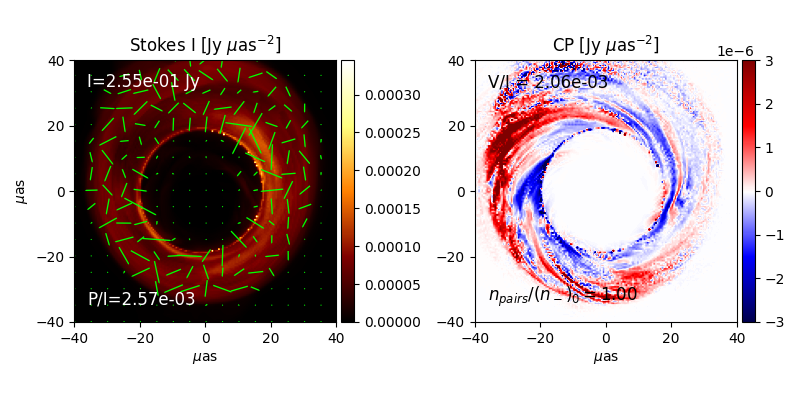 Stokes I [Jy μas⁻²]
I=2.55e-01 Jy
P/I=2.57e-03
40
20
0
−20
−40
μas
−40 −20 0 20 40
μas
0.00030
0.00025
0.00020
0.00015
0.00010
0.00005
0.00000
CP [Jy μas⁻²]
1e−6
V/I = 2.06e-03
n_pairs/(n_−)_0 = 1.00
40
20
0
−20
−40
−40 −20 0 20 40
μas
3
2
1
0
−1
−2
−3